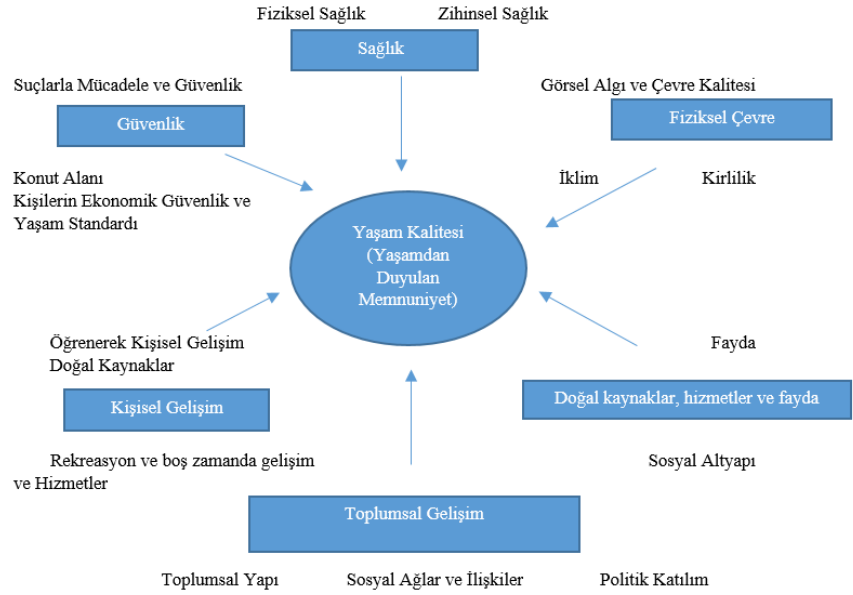 Fiziksel Sağlık
Zihinsel Sağlık
Sağlık
Suçlarla Mücadele ve Güvenlik
Güvenlik
Görsel Algı ve Çevre Kalitesi
Fiziksel Çevre
Konut Alanı
Kişilerin Ekonomik Güvenlik ve
Yaşam Standardı
İklim
Kirlilik
Yaşam Kalitesi
(Yaşamdan
Duyulan
Memnuniyet)
Öğrenerek Kişisel Gelişim
Doğal Kaynaklar
Kişisel Gelişim
Fayda
Doğal kaynaklar, hizmetler ve fayda
Rekreasyon ve boş zamanda gelişim
ve Hizmetler
Sosyal Altyapı
Toplumsal Gelişim
Toplumsal Yapı
Sosyal Ağlar ve İlişkiler
Politik Katılım